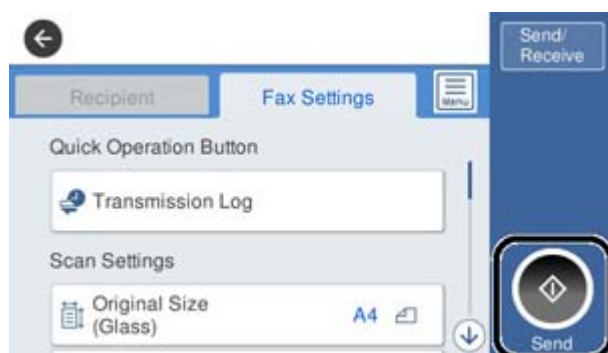 Send/
Receive
Recipient
Fax Settings
Menu
Quick Operation Button
Transmission Log
Scan Settings
Original Size
(Glass)
A4
Send